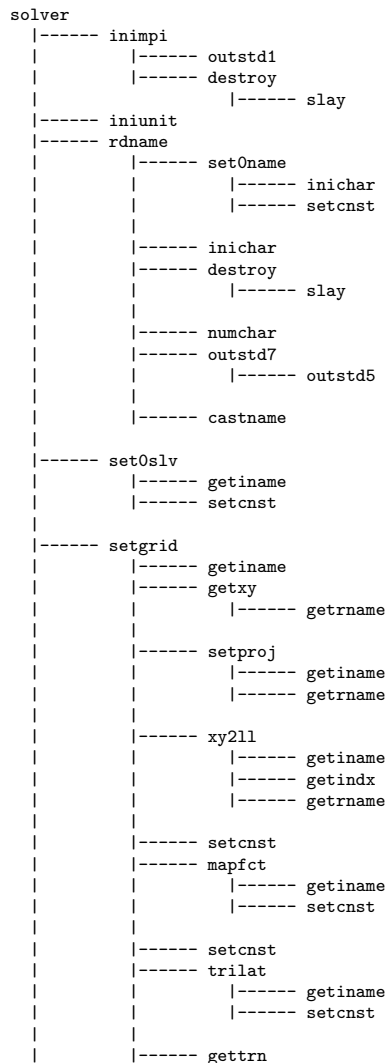 solver
|------ inimpi
| |------ outstd1
| |------ destroy
| |------ slay
|------ iniunit
|------ rdname
| |------ set0name
| | |------ inichar
| | |------ setcnst
| |
| |------ inichar
| |------ destroy
| | |------ slay
| |
| |------ numchar
| |------ outstd7
| | |------ outstd5
| |
| |------ castname
|
|------ set0slv
| |------ getiname
| |------ setcnst
|
|------ setgrid
| |------ getiname
| |------ getxy
| | |------ getrname
| |
| |------ setproj
| | |------ getiname
| | |------ getrname
| |
| |------ xy2ll
| | |------ getiname
| | |------ getindx
| | |------ getrname
| |
| |------ setcnst
| |------ mapfct
| | |------ getiname
| | |------ setcnst
| |
| |------ setcnst
| |------ trilat
| | |------ getiname
| | |------ setcnst
| |
| |------ gettrn